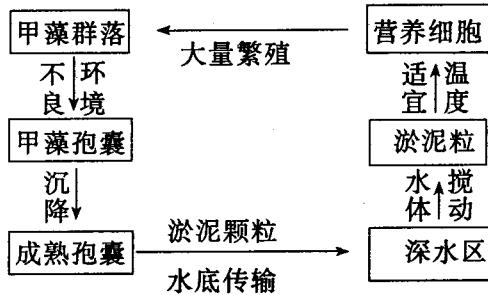 甲藻群落
营养细胞
大量繁殖
不良
环境
适宜
温度
甲藻孢囊
淤泥粒
沉降
水体
搅动
淤泥颗粒
成熟孢囊
深水区
水底传输